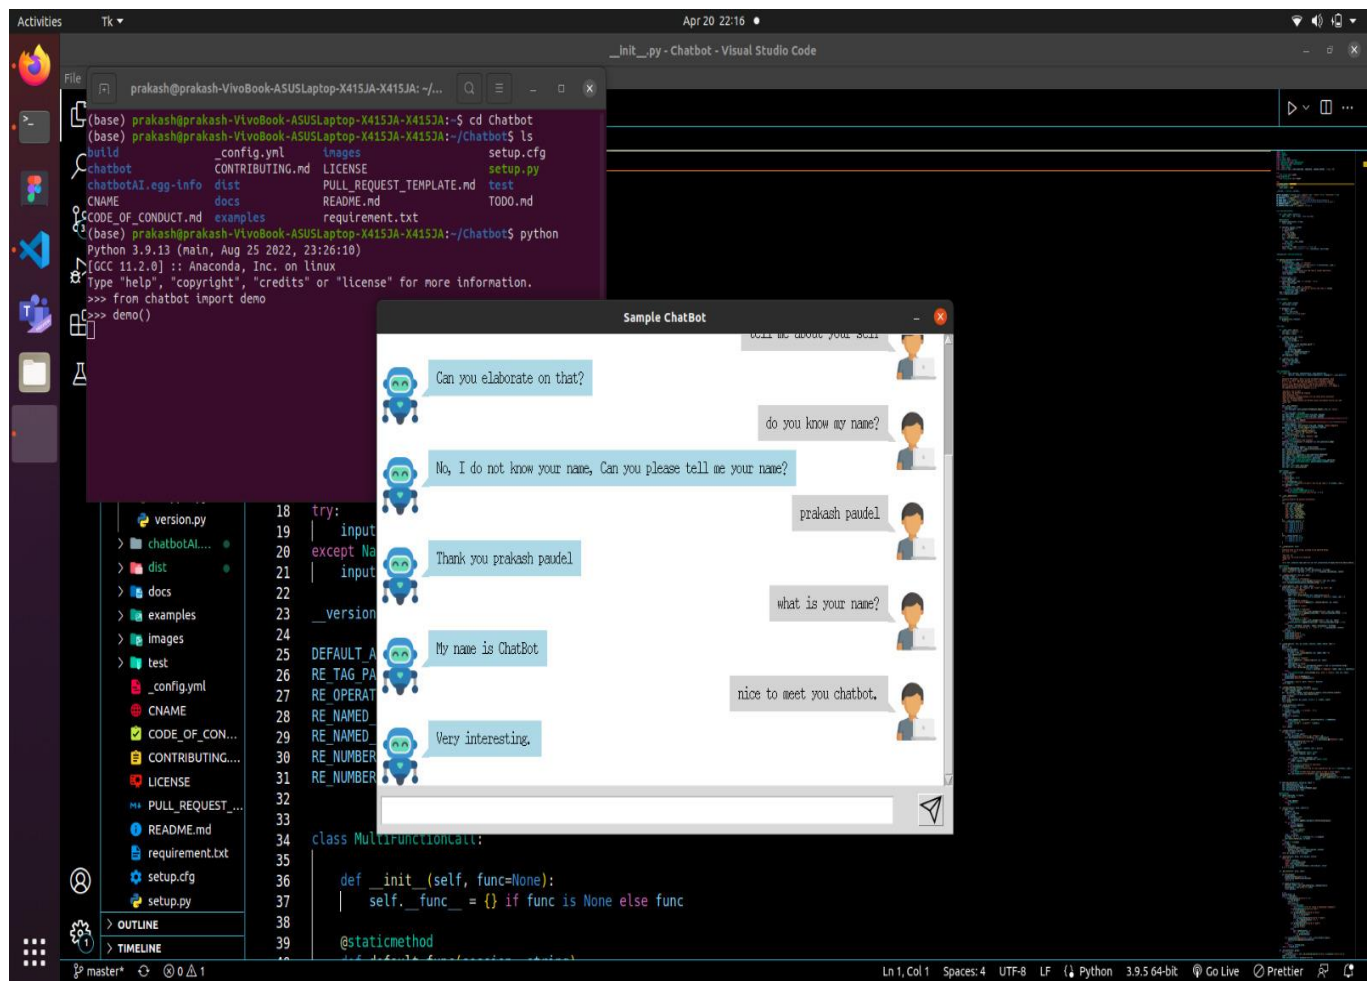 Activities
Tk
Apr 20 22:16
__init__.py - Chatbot - Visual Studio Code
File
prakash@prakash-VivoBook-ASUSLaptop-X415JA-X415JA: ~/...
(base) prakash@prakash-VivoBook-ASUSLaptop-X415JA-X415JA:~$ cd Chatbot
(base) prakash@prakash-VivoBook-ASUSLaptop-X415JA-X415JA:~/Chatbot$ ls
build _config.yml images setup.cfg
chatbot CONTRIBUTING.md LICENSE setup.py
chatbotAI.egg-info dist PULL_REQUEST_TEMPLATE.md test
CNAME docs README.md TODO.md
CODE_OF_CONDUCT.md examples requirement.txt
(base) prakash@prakash-VivoBook-ASUSLaptop-X415JA-X415JA:~/Chatbot$ python
Python 3.9.13 (main, Aug 25 2022, 23:26:10)
[GCC 11.2.0] :: Anaconda, Inc. on linux
Type "help", "copyright", "credits" or "license" for more information.
>>> from chatbot import demo
>>> demo()
Sample ChatBot
tell me about your self
Can you elaborate on that?
do you know my name?
No, I do not know your name, Can you please tell me your name?
prakash paudel
Thank you prakash paudel
what is your name?
My name is ChatBot
nice to meet you chatbot.
Very interesting.
version.py
chatbotAI....
dist
docs
examples
images
test
_config.yml
CNAME
CODE_OF_CON...
CONTRIBUTING....
LICENSE
PULL_REQUEST_...
README.md
requirement.txt
setup.cfg
setup.py
OUTLINE
TIMELINE
18 try:
19 input
20 except Na
21 input
22
23 __version
24
25 DEFAULT_A
26 RE_TAG_PA
27 RE_OPERAT
28 RE_NAMED_
29 RE_NAMED_
30 RE_NUMBER
31 RE_NUMBER
32
33
34 class MultiFunctionCall:
35
36 def __init__(self, func=None):
37 self.__func__ = {} if func is None else func
38
39 @staticmethod
master* 0 1
Ln 1, Col 1 Spaces: 4 UTF-8 LF Python 3.9.5 64-bit Go Live Prettier